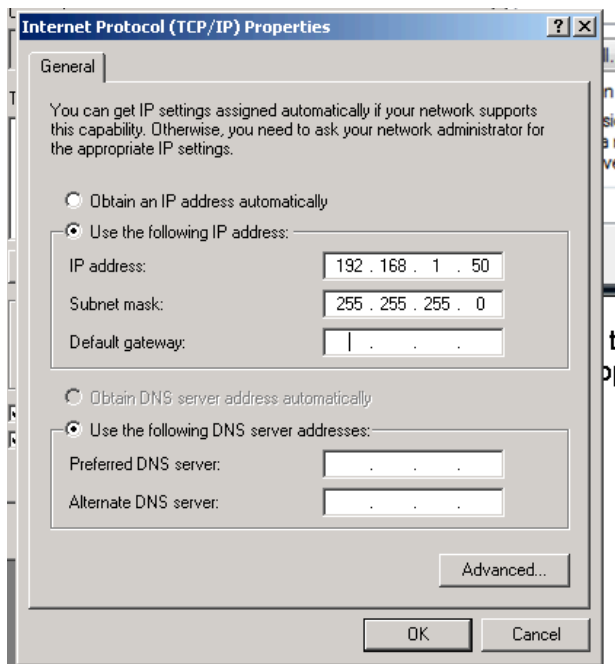 Internet Protocol (TCP/IP) Properties
General
You can get IP settings assigned automatically if your network supports
this capability. Otherwise, you need to ask your network administrator for
the appropriate IP settings.
Obtain an IP address automatically
Use the following IP address:
IP address: 192 . 168 . 1 . 50
Subnet mask: 255 . 255 . 255 . 0
Default gateway: . . .
Obtain DNS server address automatically
Use the following DNS server addresses:
Preferred DNS server: . . .
Alternate DNS server: . . .
Advanced...
OK Cancel